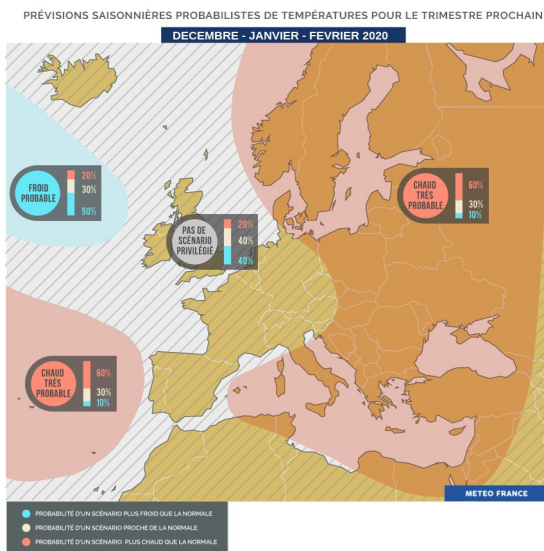 PRÉVISIONS SAISONNIÈRES PROBABILISTES DE TEMPÉRATURES POUR LE TRIMESTRE PROCHAIN
DECEMBRE - JANVIER - FEVRIER 2020
FROID
PROBABLE
20%
30%
50%
PAS DE
SCÉNARIO
PRIVILÉGIÉ
20%
40%
40%
CHAUD
TRÈS
PROBABLE
60%
30%
10%
CHAUD
TRÈS
PROBABLE
60%
30%
10%
METEO FRANCE
PROBABILITÉ D'UN SCÉNARIO PLUS FROID QUE LA NORMALE
PROBABILITÉ D'UN SCÉNARIO PROCHE DE LA NORMALE
PROBABILITÉ D'UN SCÉNARIO PLUS CHAUD QUE LA NORMALE